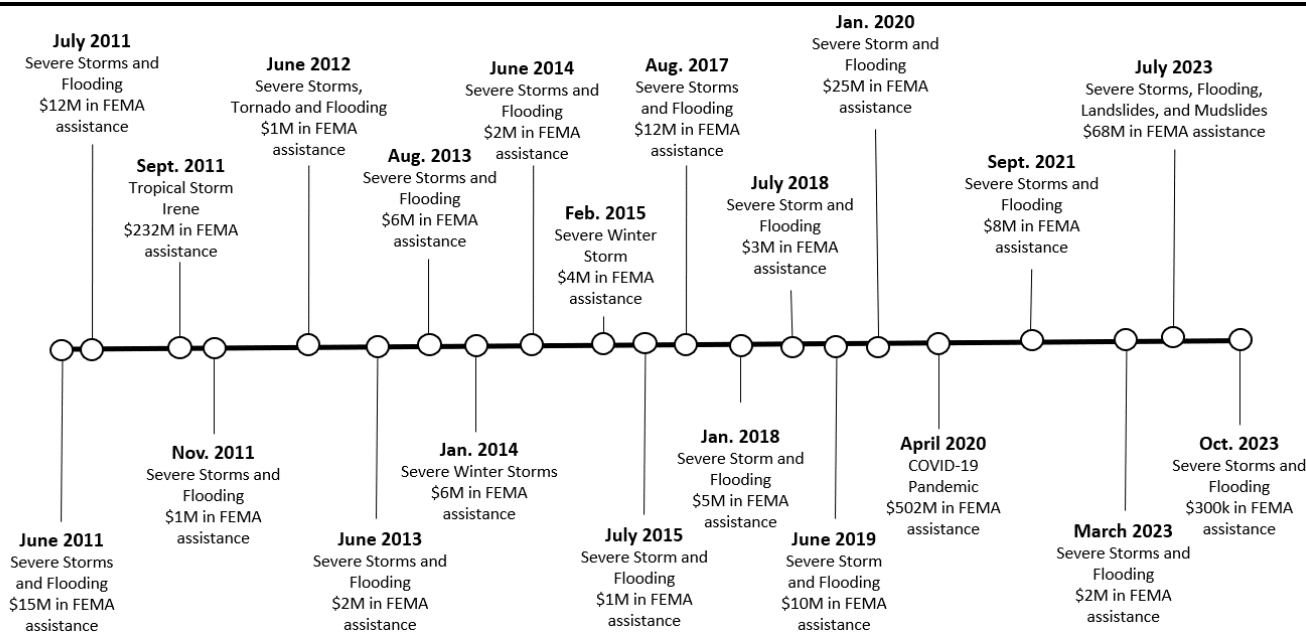 July 2011
Severe Storms and
Flooding
$12M in FEMA
assistance
June 2012
Severe Storms,
Tornado and Flooding
$1M in FEMA
assistance
June 2014
Severe Storms and
Flooding
$2M in FEMA
assistance
Aug. 2017
Severe Storms
and Flooding
$12M in FEMA
assistance
Jan. 2020
Severe Storm and
Flooding
$25M in FEMA
assistance
July 2023
Severe Storms, Flooding,
Landslides, and Mudslides
$68M in FEMA assistance
Sept. 2011
Tropical Storm
Irene
$232M in FEMA
assistance
Aug. 2013
Severe Storms and
Flooding
$6M in FEMA
assistance
Feb. 2015
Severe Winter
Storm
$4M in FEMA
assistance
July 2018
Severe Storm and
Flooding
$3M in FEMA
assistance
Sept. 2021
Severe Storms and
Flooding
$8M in FEMA
assistance
June 2011
Severe Storms
and Flooding
$15M in FEMA
assistance
Nov. 2011
Severe Storms and
Flooding
$1M in FEMA
assistance
June 2013
Severe Storms and
Flooding
$2M in FEMA
assistance
Jan. 2014
Severe Winter Storms
$6M in FEMA
assistance
July 2015
Severe Storm and
Flooding
$1M in FEMA
assistance
Jan. 2018
Severe Storm and
Flooding
$5M in FEMA
assistance
June 2019
Severe Storm
and Flooding
$10M in FEMA
assistance
April 2020
COVID-19
Pandemic
$502M in FEMA
assistance
March 2023
Severe Storms and
Flooding
$2M in FEMA
assistance
Oct. 2023
Severe Storms and
Flooding
$300k in FEMA
assistance